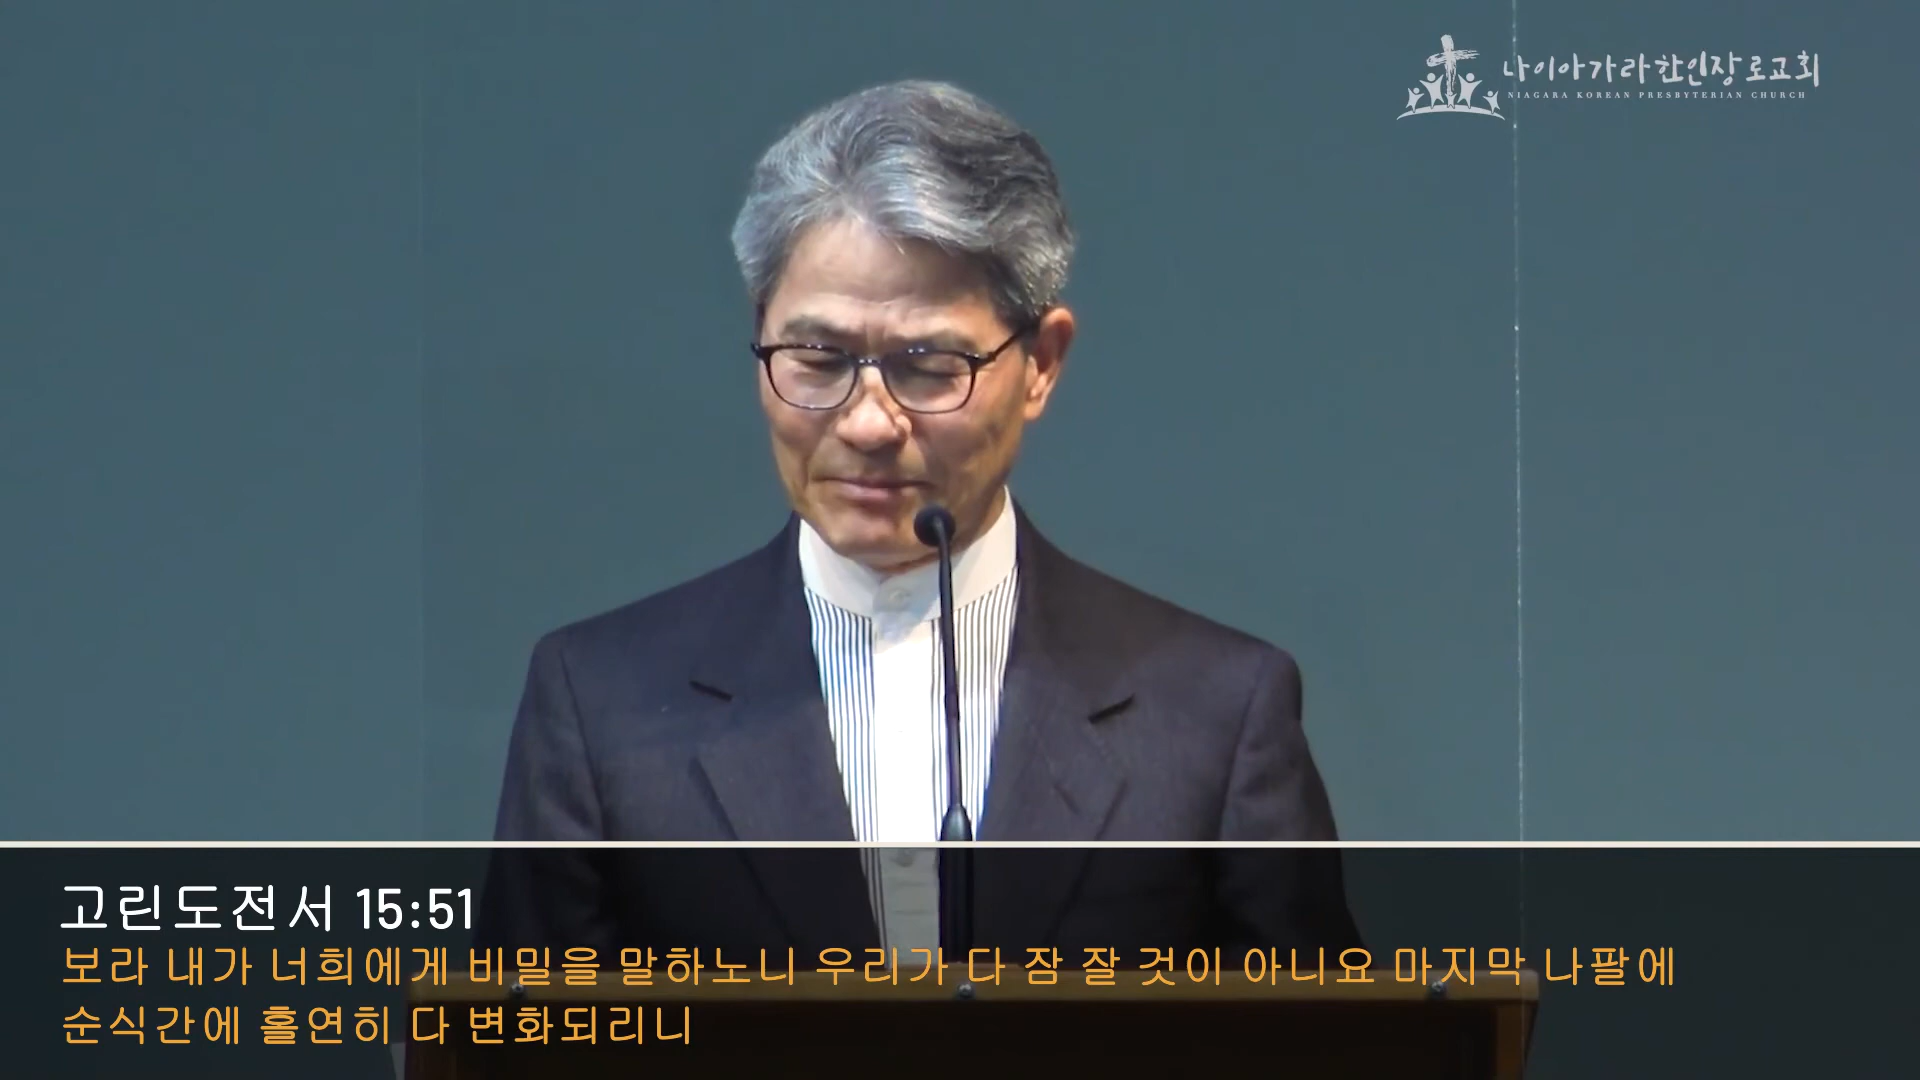 나이아가라한인장로교회
NIAGARA KOREAN PRESBYTERIAN CHURCH
고린도전서 15:51
보라 내가 너희에게 비밀을 말하노니 우리가 다 잠 잘 것이 아니요 마지막 나팔에
순식간에 홀연히 다 변화되리니